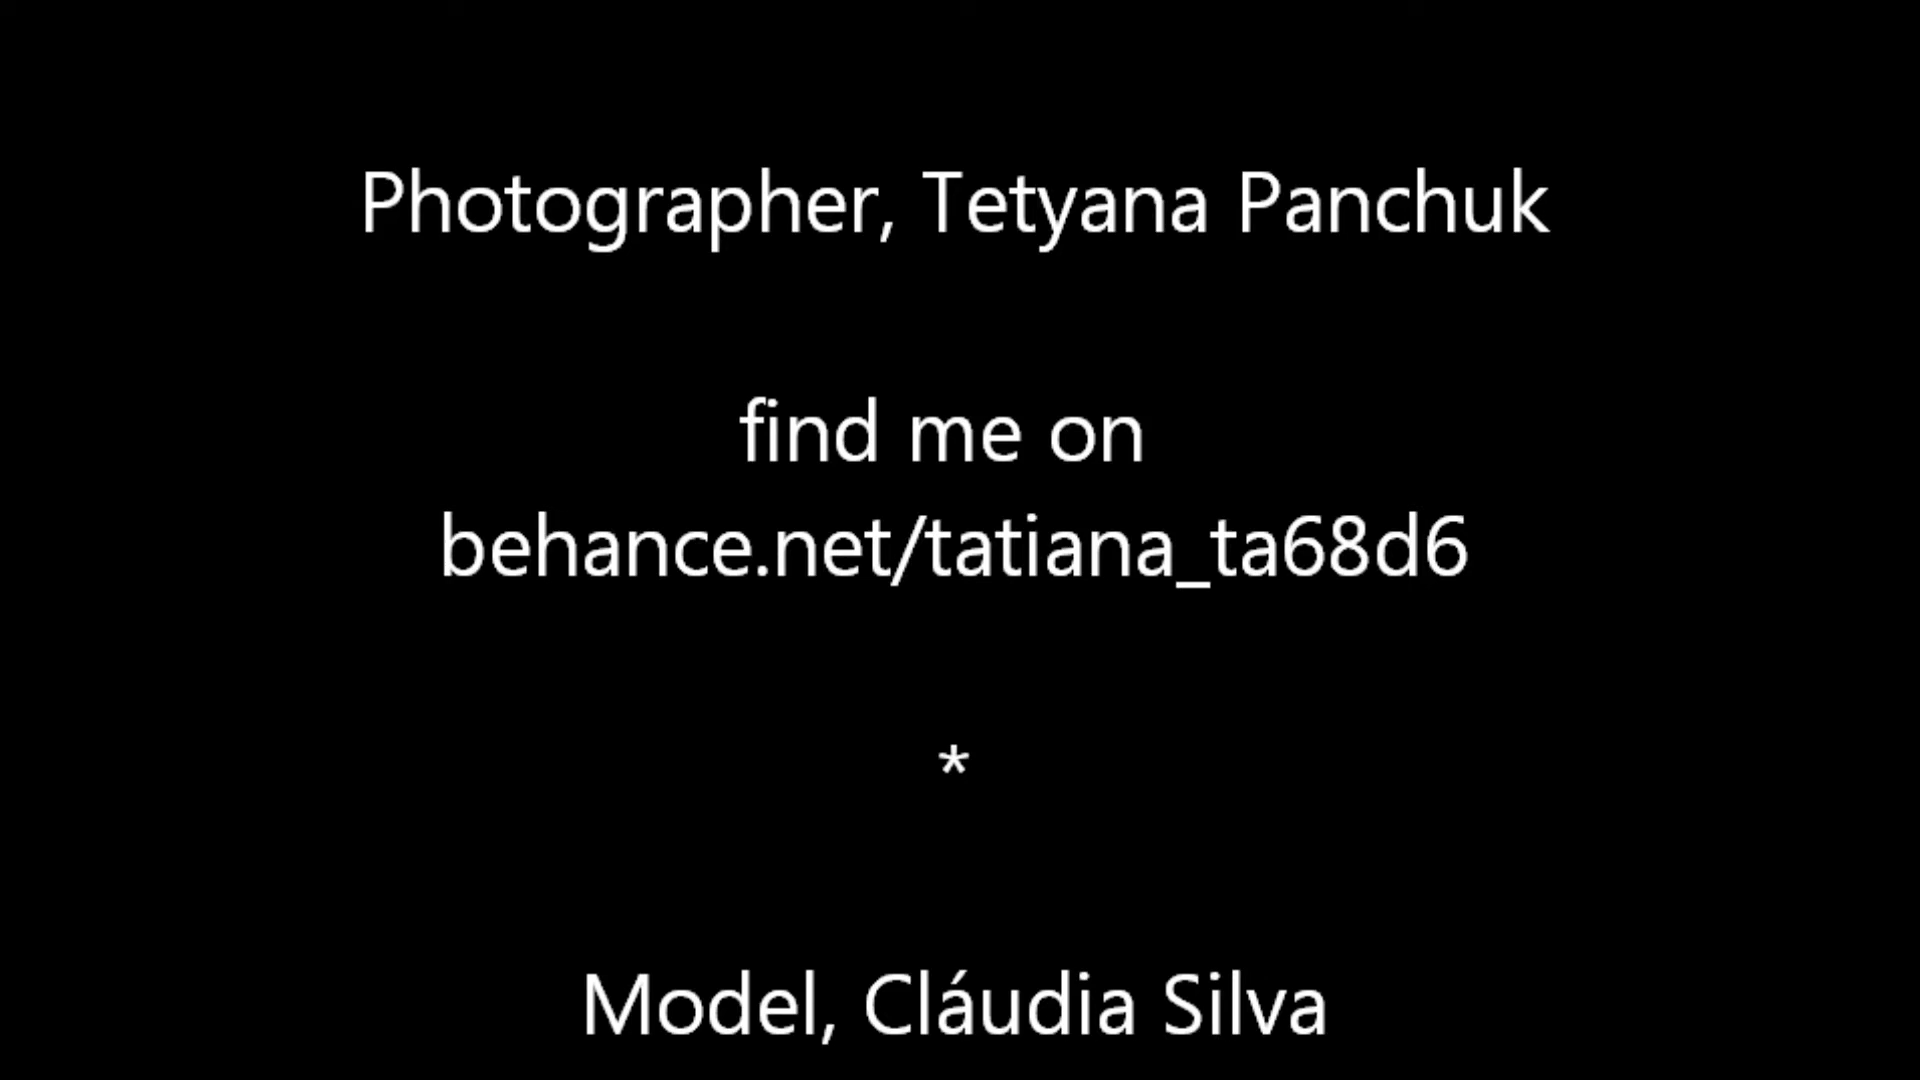 Photographer, Tetyana Panchuk
find me on
behance.net/tatiana_ta68d6
*
Model, Cláudia Silva